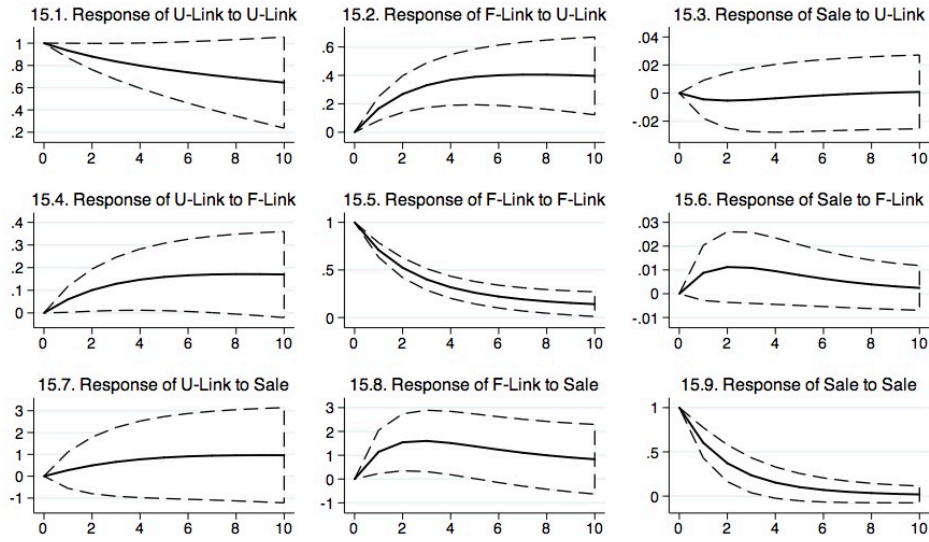 15.1. Response of U-Link to U-Link
1
.8
.6
.4
.2
0 2 4 6 8 10
15.2. Response of F-Link to U-Link
.6
.4
.2
0
0 2 4 6 8 10
15.3. Response of Sale to U-Link
0.04
0.02
0
-.02
0 2 4 6 8 10
15.4. Response of U-Link to F-Link
.4
.3
.2
.1
0
0 2 4 6 8 10
15.5. Response of F-Link to F-Link
1
.5
0
0 2 4 6 8 10
15.6. Response of Sale to F-Link
.03
0.02
0.01
0
-.01
0 2 4 6 8 10
15.7. Response of U-Link to Sale
3
2
1
0
-1
0 2 4 6 8 10
15.8. Response of F-Link to Sale
3
2
1
0
-1
0 2 4 6 8 10
15.9. Response of Sale to Sale
1
.5
0
0 2 4 6 8 10